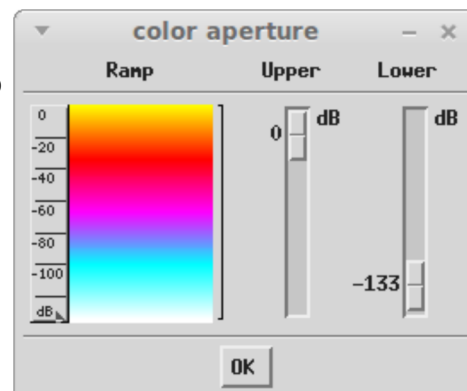 color aperture
Ramp Upper Lower
0
-20
-40
-60
-80
-100
dB
0 dB
-133 dB
OK